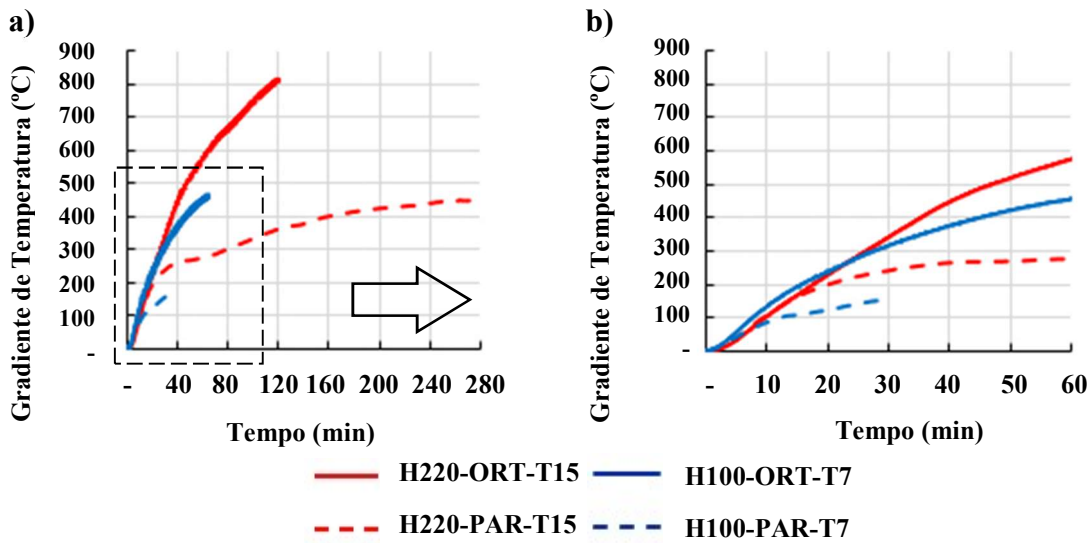 a)
Gradiente de Temperatura (ºC)
900
800
700
600
500
400
300
200
100
-
- 40 80 120 160 200 240 280
Tempo (min)
b)
Gradiente de Temperatura (ºC)
900
800
700
600
500
400
300
200
100
-
- 10 20 30 40 50 60
Tempo (min)
H220-ORT-T15 H100-ORT-T7
H220-PAR-T15 H100-PAR-T7